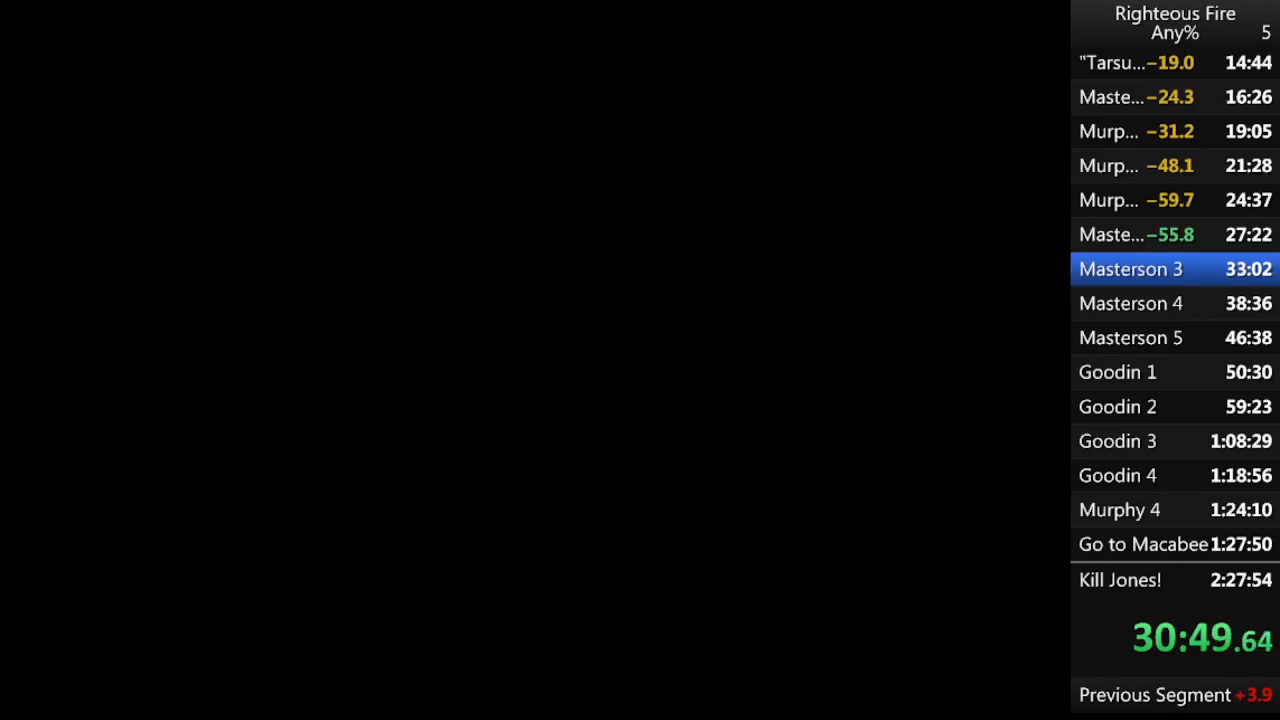 Righteous Fire
Any% 5
"Tarsu... −19.0 14:44
Maste... −24.3 16:26
Murp... −31.2 19:05
Murp... −48.1 21:28
Murp... −59.7 24:37
Maste... −55.8 27:22
Masterson 3 33:02
Masterson 4 38:36
Masterson 5 46:38
Goodin 1 50:30
Goodin 2 59:23
Goodin 3 1:08:29
Goodin 4 1:18:56
Murphy 4 1:24:10
Go to Macabee 1:27:50
Kill Jones! 2:27:54
30:49.64
Previous Segment +3.9